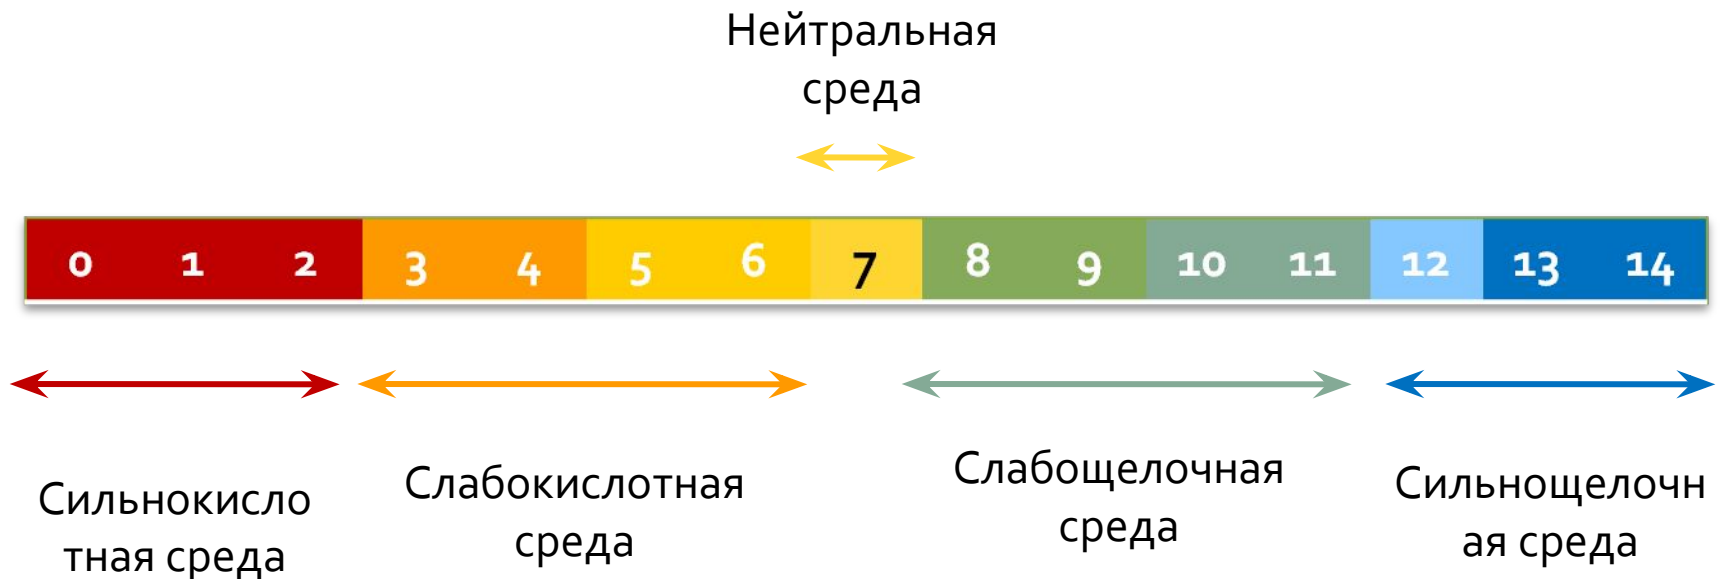 Нейтральная
среда
0 1 2 3 4 5 6 7 8 9 10 11 12 13 14
Сильнокисло
тная среда
Слабокислотная
среда
Слабощелочная
среда
Сильнощелочн
ая среда